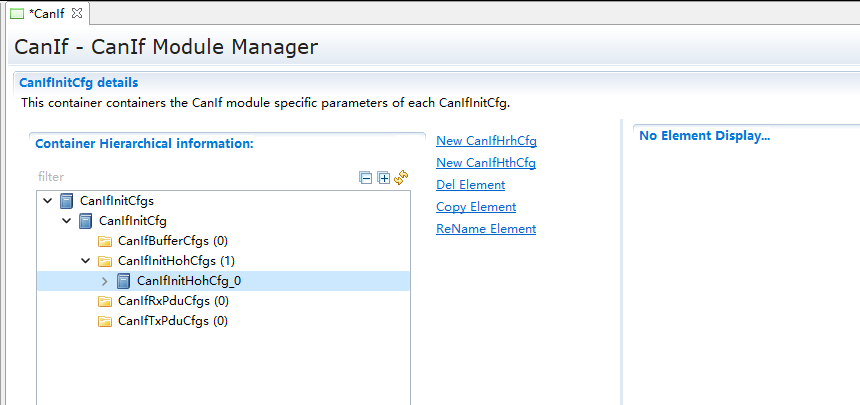 *CanIf
CanIf - CanIf Module Manager
CanIfInitCfg details
This container containers the CanIf module specific parameters of each CanIfInitCfg.
Container Hierarchical information:
filter
CanIfInitCfgs
CanIfInitCfg
CanIfBufferCfgs (0)
CanIfInitHohCfgs (1)
CanIfInitHohCfg_0
CanIfRxPduCfgs (0)
CanIfTxPduCfgs (0)
New CanIfHrhCfg
New CanIfHthCfg
Del Element
Copy Element
ReName Element
No Element Display...